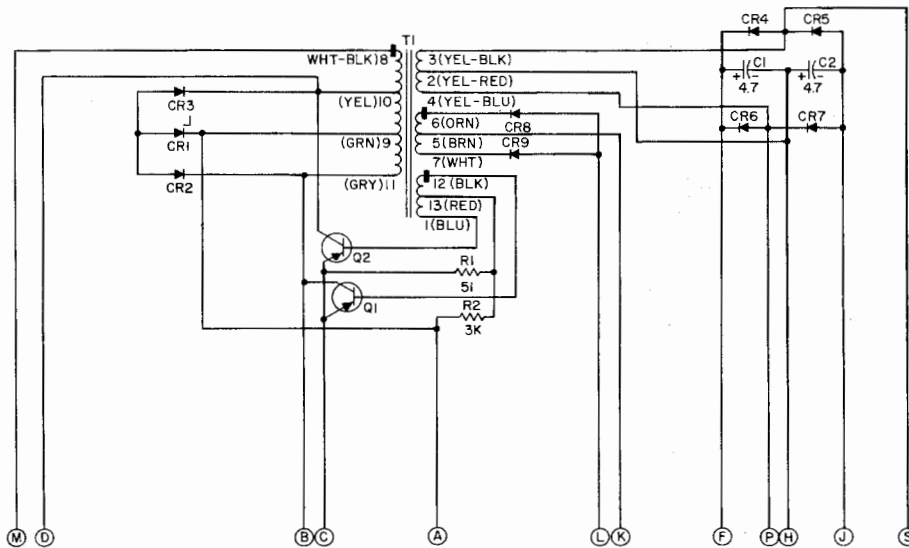 CR4 CR5
T1
WHT-BLK)8
3(YEL-BLK)
C1 C2
+ − + −
4.7 4.7
2(YEL-RED)
CR3
(YEL)10
4(YEL-BLU)
6(ORN)
CR8
CR6 CR7
CR1
(GRN)9
5(BRN)
CR9
7(WHT)
CR2
(GRY)11
12(BLK)
13(RED)
1(BLU)
Q2
R1
51
Q1
R2
3K
M D B C A L K F P H J S